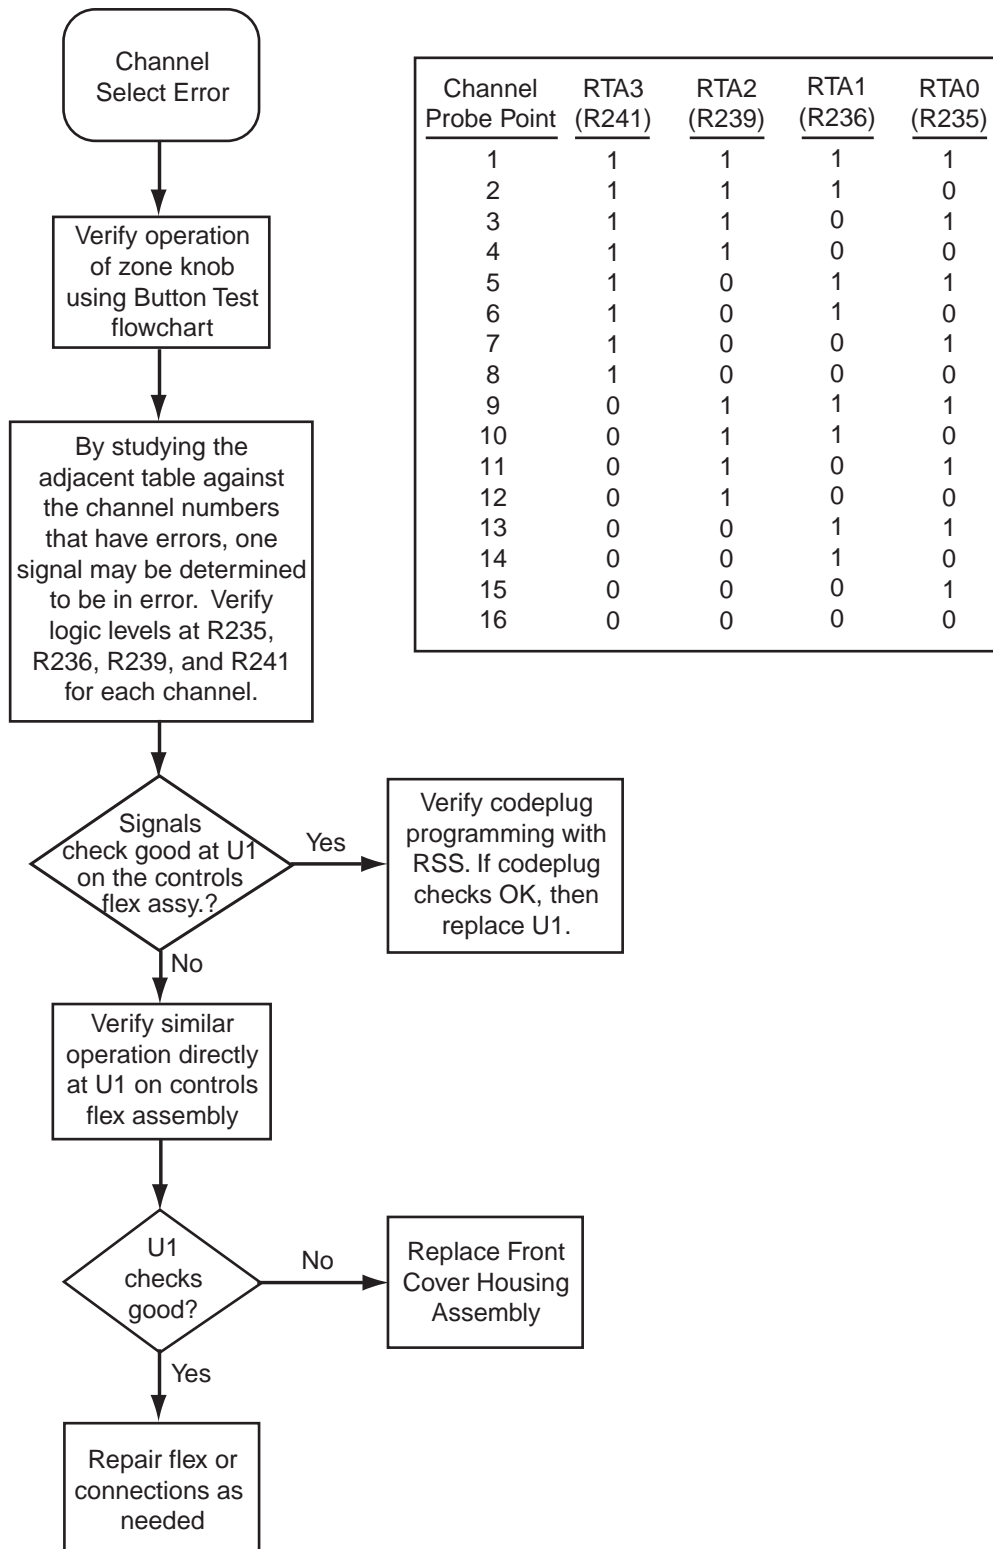 Channel
Select Error
Verify operation
of zone knob
using Button Test
flowchart
By studying the
adjacent table against
the channel numbers
that have errors, one
signal may be determined
to be in error. Verify
logic levels at R235,
R236, R239, and R241
for each channel.
Signals
check good at U1
on the controls
flex assy.?
Yes
Verify codeplug
programming with
RSS. If codeplug
checks OK, then
replace U1.
No
Verify similar
operation directly
at U1 on controls
flex assembly
U1
checks
good?
No
Replace Front
Cover Housing
Assembly
Yes
Repair flex or
connections as
needed
Channel RTA3 RTA2 RTA1 RTA0
Probe Point (R241) (R239) (R236) (R235)
1 1 1 1 1
2 1 1 1 0
3 1 1 0 1
4 1 1 0 0
5 1 0 1 1
6 1 0 1 0
7 1 0 0 1
8 1 0 0 0
9 0 1 1 1
10 0 1 1 0
11 0 1 0 1
12 0 1 0 0
13 0 0 1 1
14 0 0 1 0
15 0 0 0 1
16 0 0 0 0